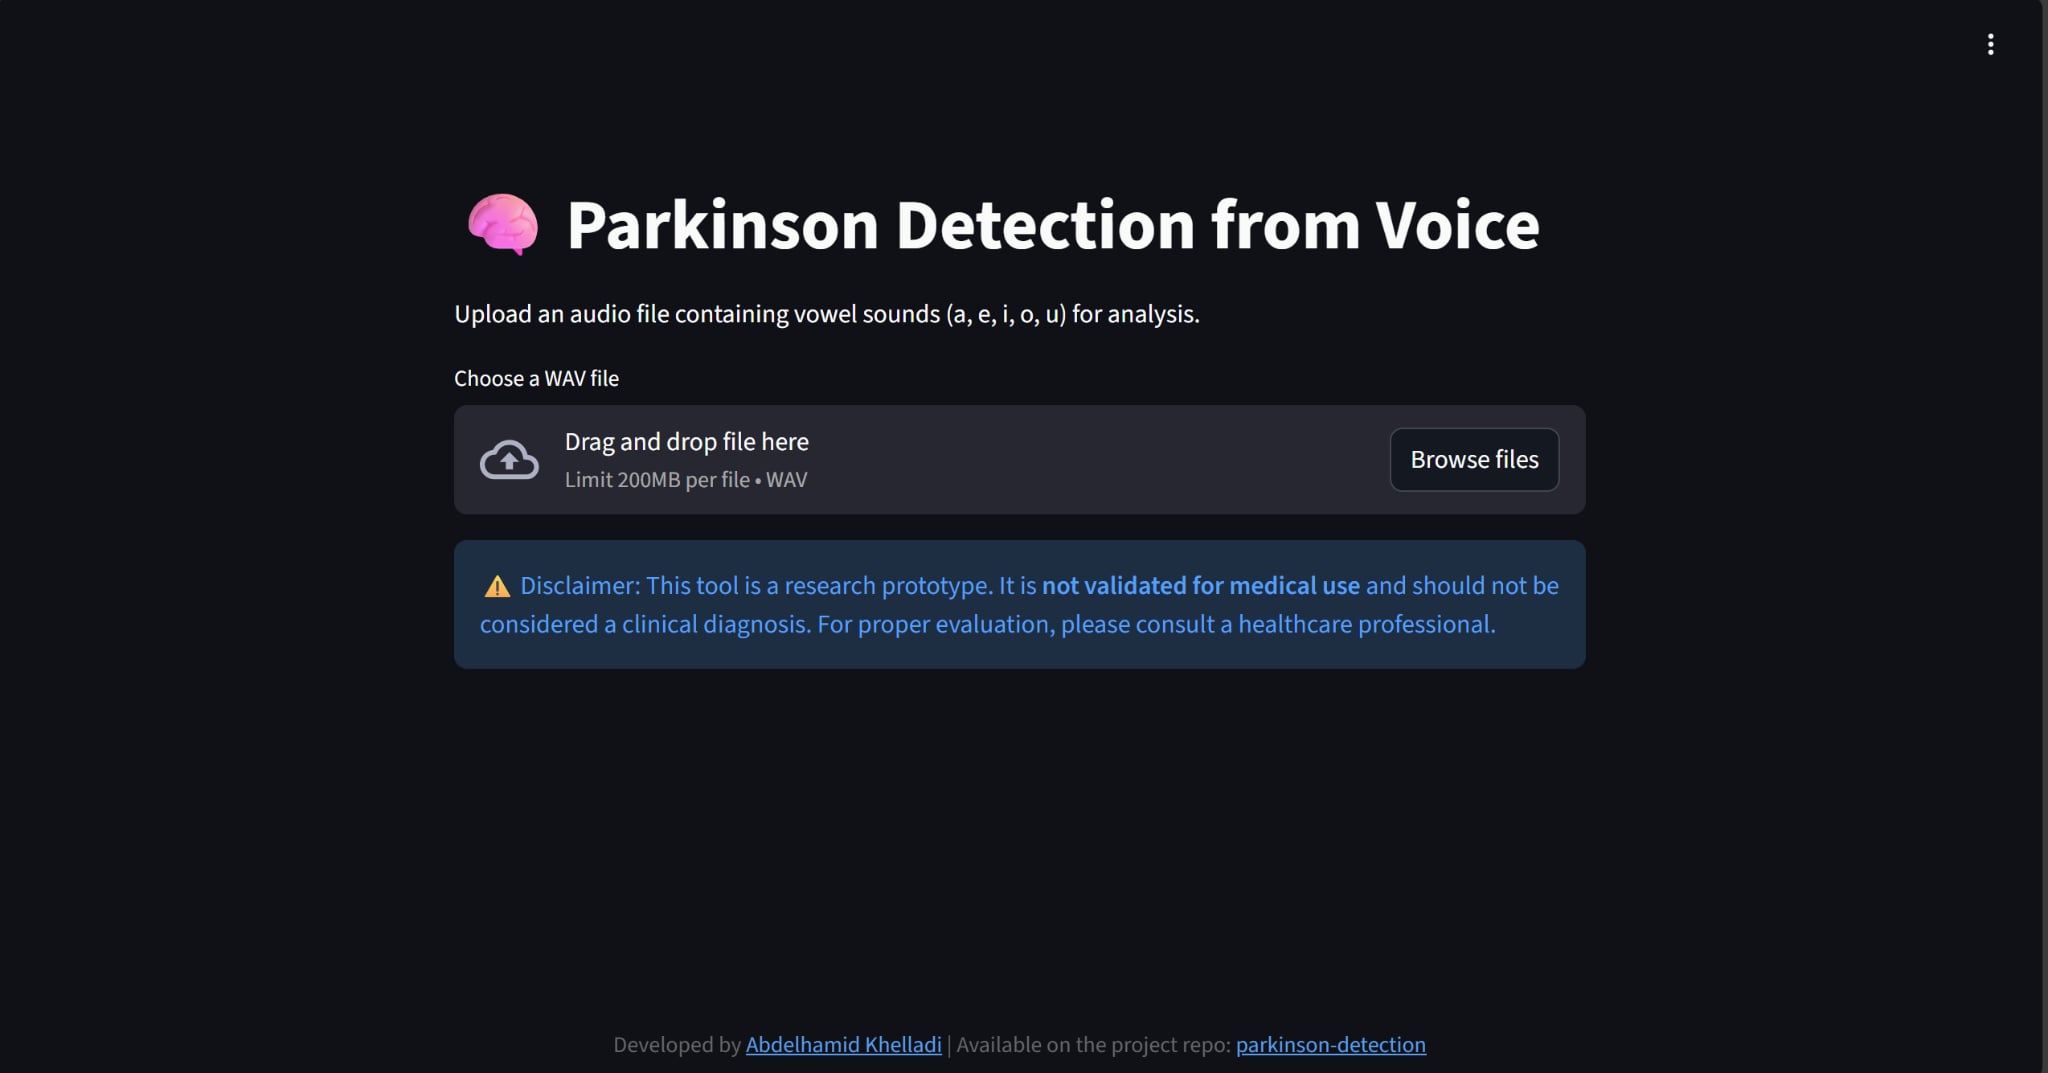 Parkinson Detection from Voice
Upload an audio file containing vowel sounds (a, e, i, o, u) for analysis.
Choose a WAV file
Drag and drop file here
Limit 200MB per file • WAV
Browse files
Disclaimer: This tool is a research prototype. It is not validated for medical use and should not be
considered a clinical diagnosis. For proper evaluation, please consult a healthcare professional.
Developed by Abdelhamid Khelladi | Available on the project repo: parkinson-detection